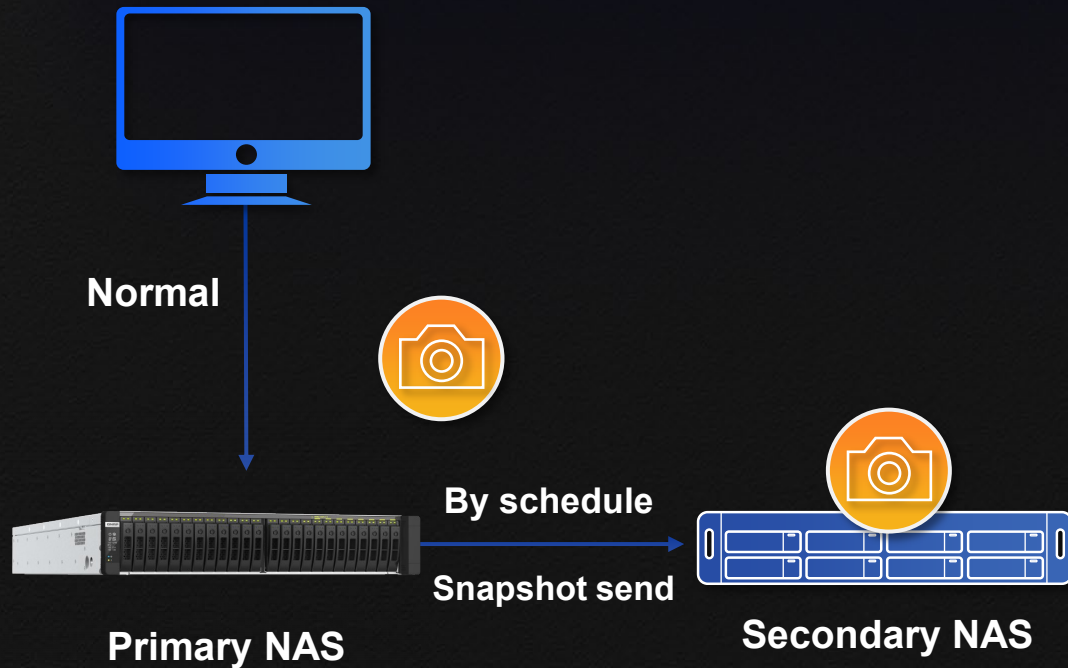 Normal
By schedule
Snapshot send
Primary NAS
Secondary NAS